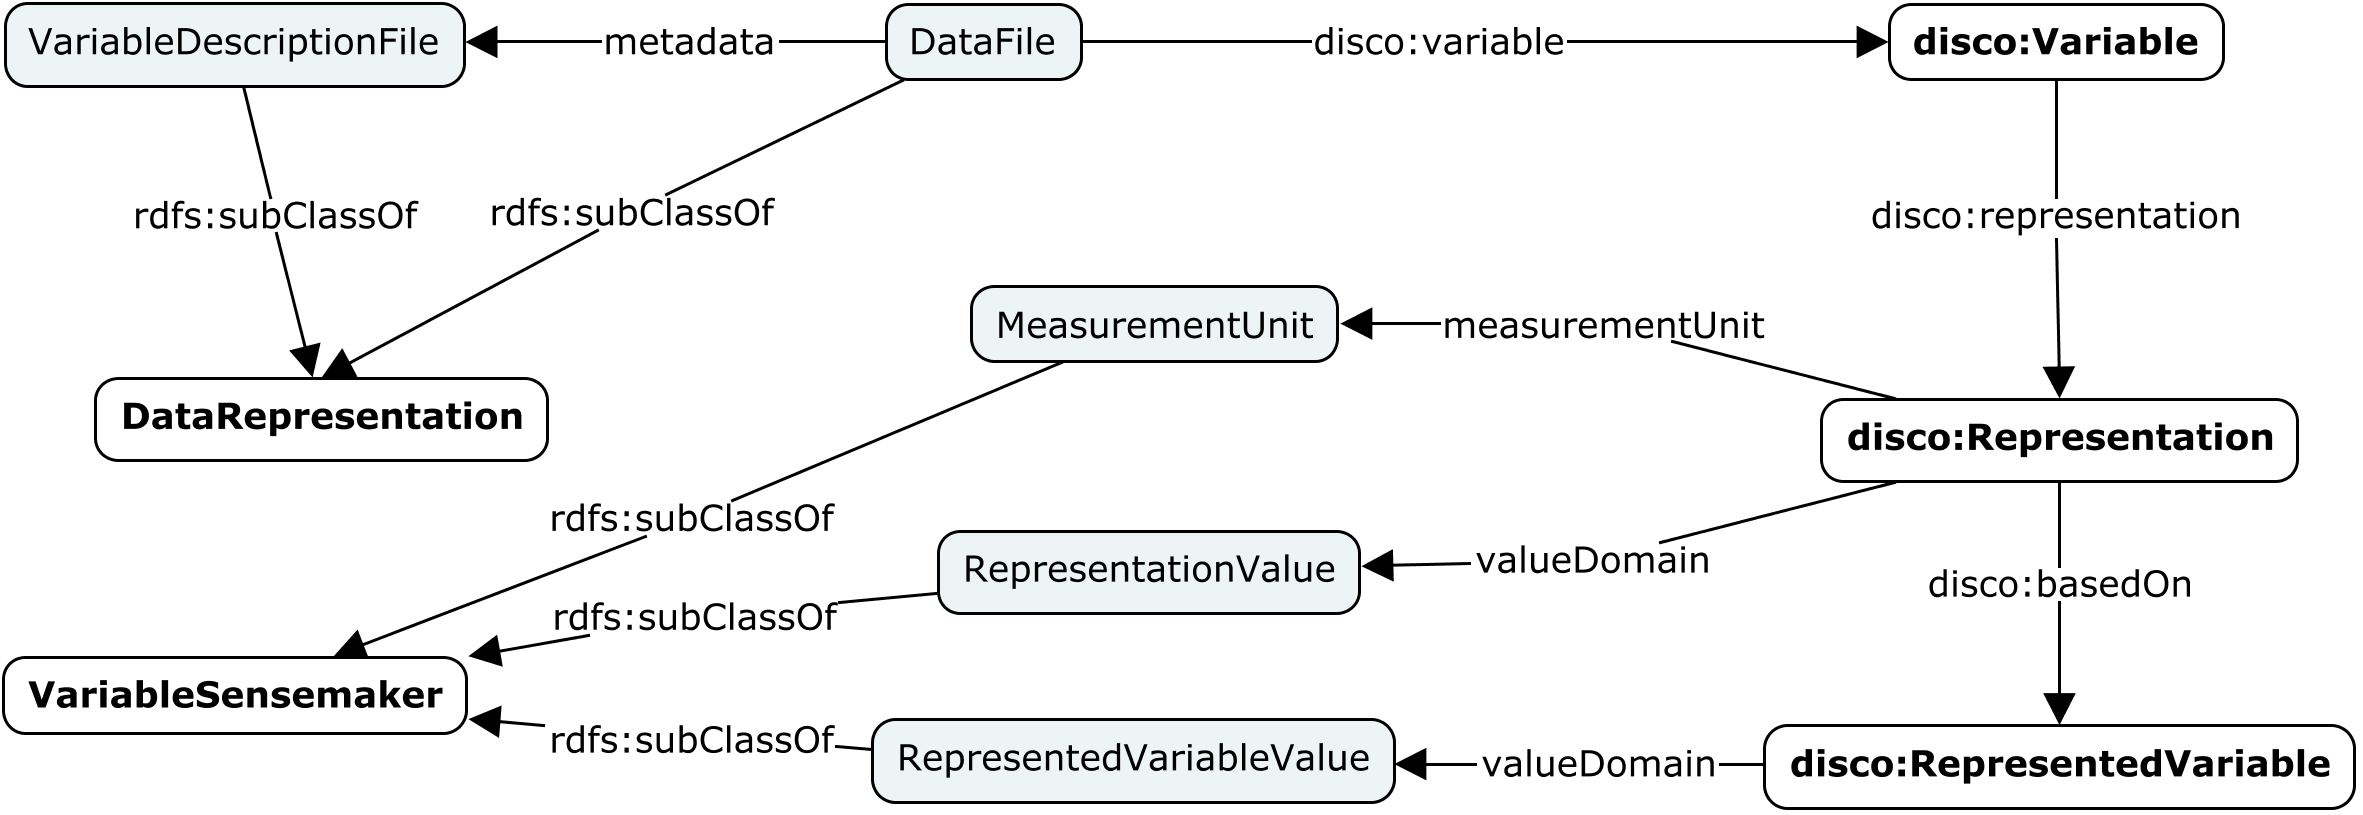 VariableDescriptionFile
metadata
DataFile
disco:variable
disco:Variable
rdfs:subClassOf
rdfs:subClassOf
disco:representation
MeasurementUnit
measurementUnit
DataRepresentation
disco:Representation
rdfs:subClassOf
RepresentationValue
valueDomain
disco:basedOn
rdfs:subClassOf
VariableSensemaker
rdfs:subClassOf
RepresentedVariableValue
valueDomain
disco:RepresentedVariable